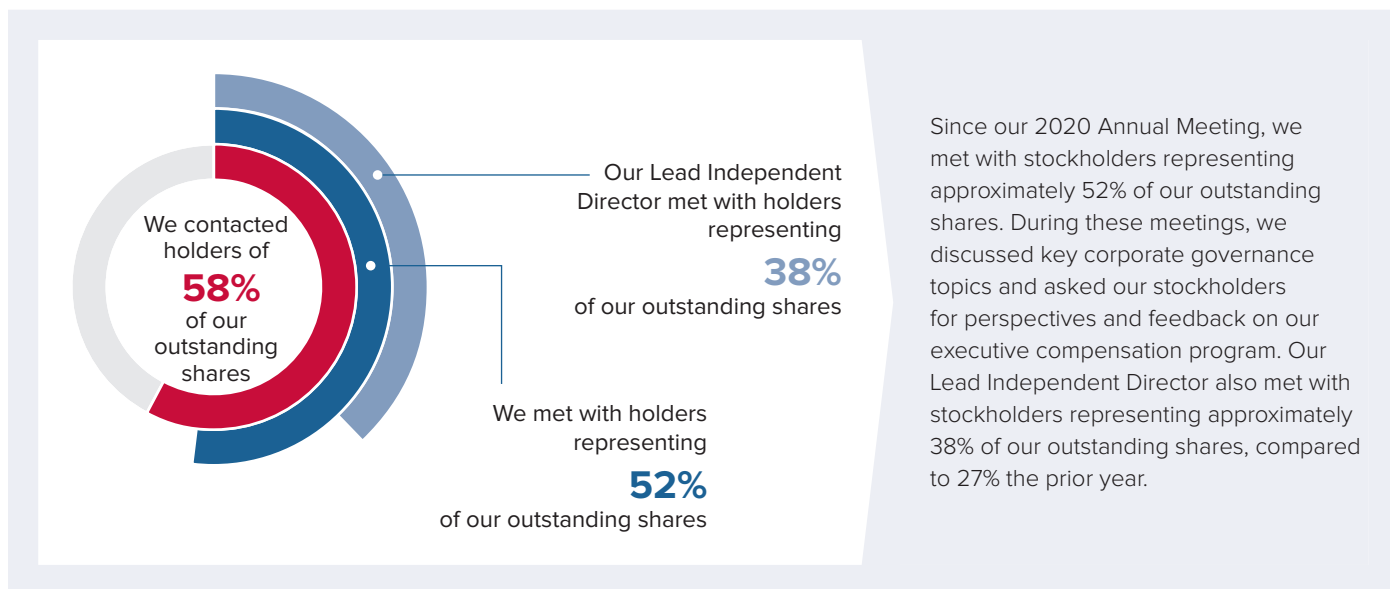 We contacted
holders of
58%
of our
outstanding
shares
Our Lead Independent
Director met with holders
representing
38%
of our outstanding shares
We met with holders
representing
52%
of our outstanding shares
Since our 2020 Annual Meeting, we
met with stockholders representing
approximately 52% of our outstanding
shares. During these meetings, we
discussed key corporate governance
topics and asked our stockholders
for perspectives and feedback on our
executive compensation program. Our
Lead Independent Director also met with
stockholders representing approximately
38% of our outstanding shares, compared
to 27% the prior year.